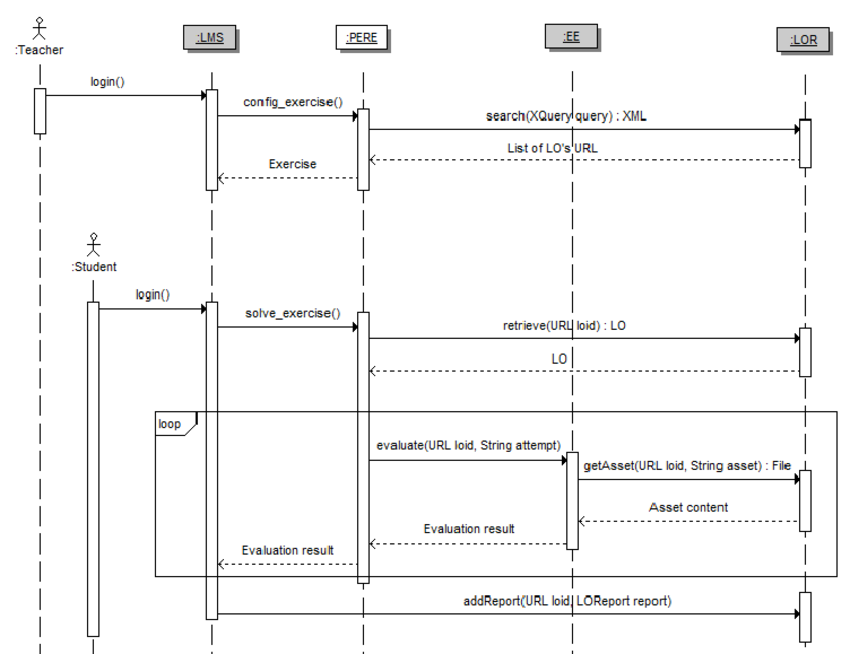 :Teacher
:LMS
:PERE
:EE
:LOR
login()
config_exercise()
search(XQuery query) : XML
List of LO's URL
Exercise
:Student
login()
solve_exercise()
retrieve(URL loid) : LO
LO
loop
evaluate(URL loid, String attempt)
getAsset(URL loid, String asset) : File
Asset content
Evaluation result
Evaluation result
addReport(URL loid, LOReport report)